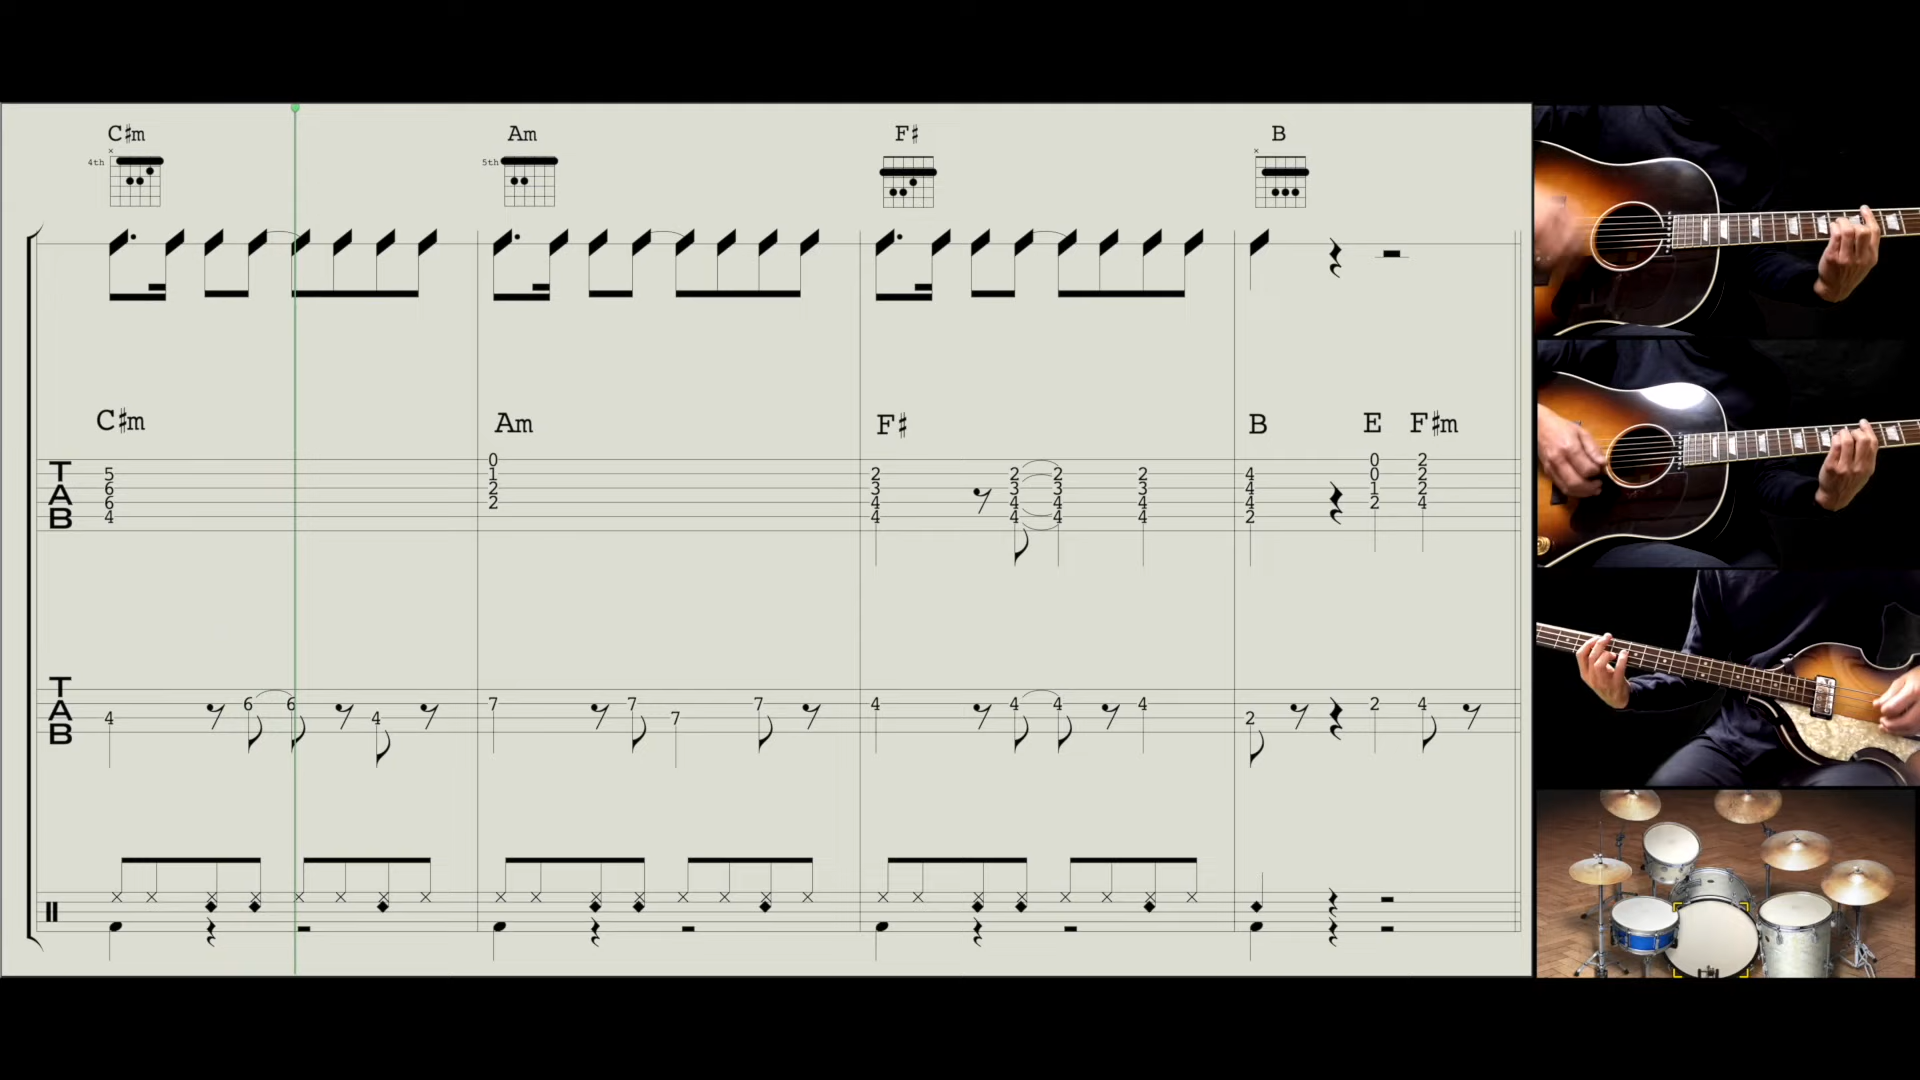 C♯m Am F♯ B
× ×
4th 5th
C♯m Am F♯ B E F♯m
T 0 0 2
5 1 2 2 2 2 4 0 2
A 6 2 3 3 3 3 4 1 2
6 2 4 4 4 4 4 2 4
B 4 4 4 4 4 2
T
A 6 6 7 7 7 4 4 4 4 2 4
4 4 7 2
B